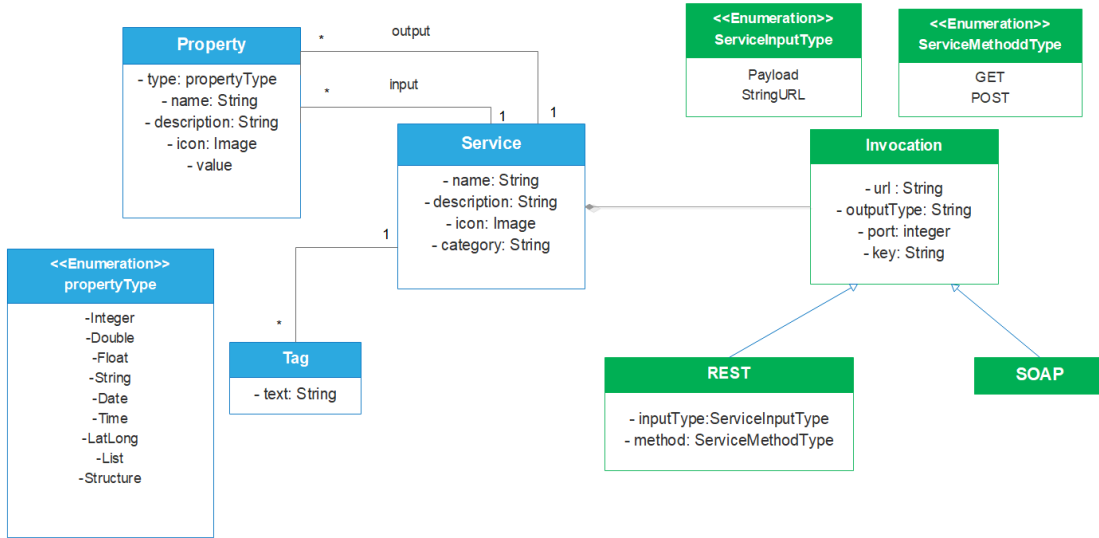 Property
- type: propertyType
- name: String
- description: String
- icon: Image
- value
*
output
*
input
1
1
<<Enumeration>>
ServiceInputType
Payload
StringURL
<<Enumeration>>
ServiceMethoddType
GET
POST
Service
- name: String
- description: String
- icon: Image
- category: String
Invocation
- url : String
- outputType: String
- port: integer
- key: String
1
*
<<Enumeration>>
propertyType
-Integer
-Double
-Float
-String
-Date
-Time
-LatLong
-List
-Structure
Tag
- text: String
REST
- inputType:ServiceInputType
- method: ServiceMethodType
SOAP